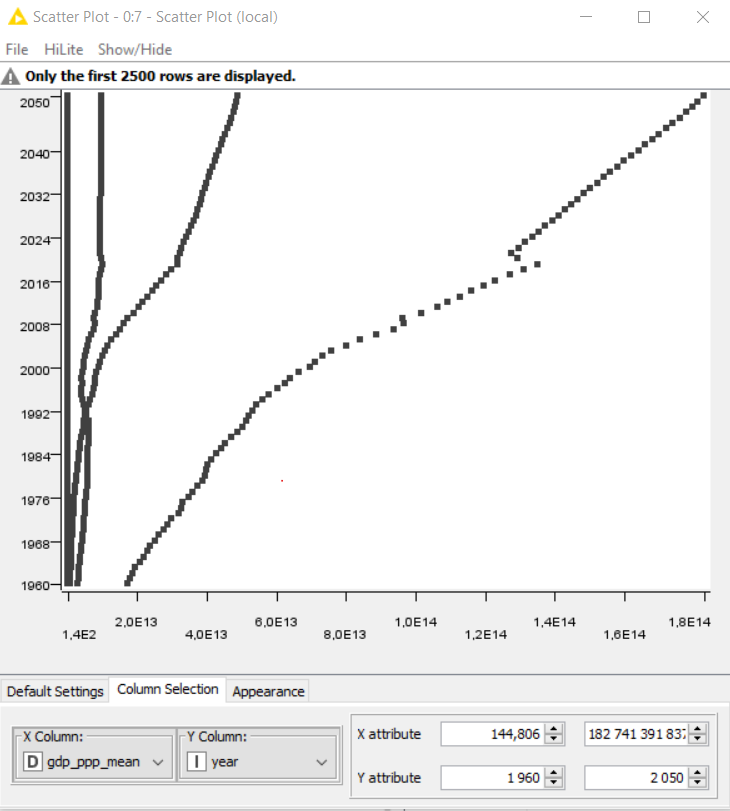 Scatter Plot - 0:7 - Scatter Plot (local)
File HiLite Show/Hide
Only the first 2500 rows are displayed.
2050
2040
2032
2024
2016
2008
2000
1992
1984
1976
1968
1960
1,4E2 2,0E13 4,0E13 6,0E13 8,0E13 1,0E14 1,2E14 1,4E14 1,6E14 1,8E14
Default Settings Column Selection Appearance
X Column: Y Column:
D gdp_ppp_mean I year
X attribute 144,806 182 741 391 837
Y attribute 1 960 2 050